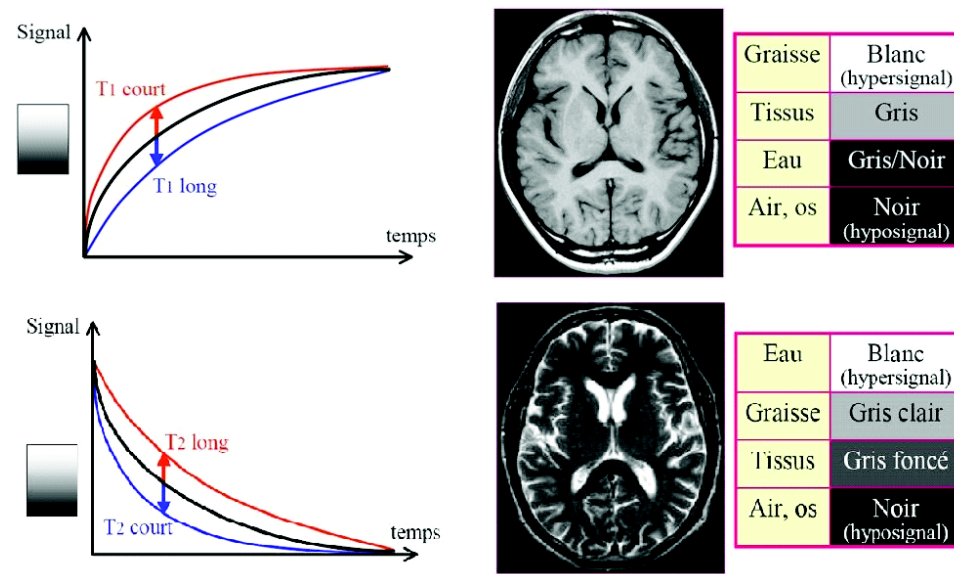 Signal
T1 court
T1 long
temps
Graisse
Blanc
(hypersignal)
Tissus
Gris
Eau
Gris/Noir
Air, os
Noir
(hyposignal)
Signal
T2 long
T2 court
temps
Eau
Blanc
(hypersignal)
Graisse
Gris clair
Tissus
Gris foncé
Air, os
Noir
(hyposignal)